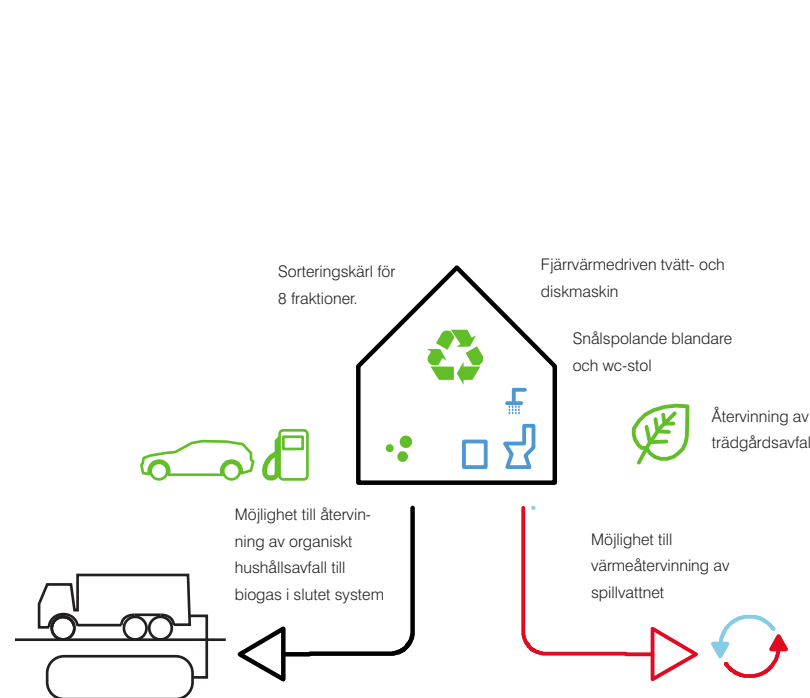 Sorteringskärl för
8 fraktioner.
Fjärrvärmedriven tvätt- och
diskmaskin
Snålspolande blandare
och wc-stol
Återvinning av
trädgårdsavfal
Möjlighet till återvin-
ning av organiskt
hushållsavfall till
biogas i slutet system
Möjlighet till
värmeåtervinning av
spillvattnet